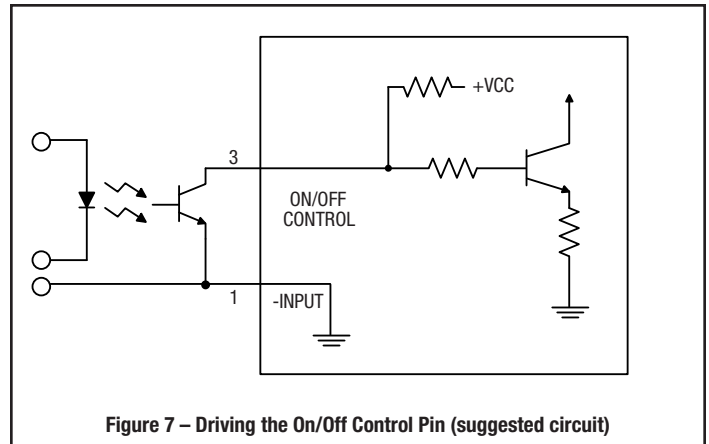 +VCC
3
ON/OFF
CONTROL
1
-INPUT
Figure 7 – Driving the On/Off Control Pin (suggested circuit)